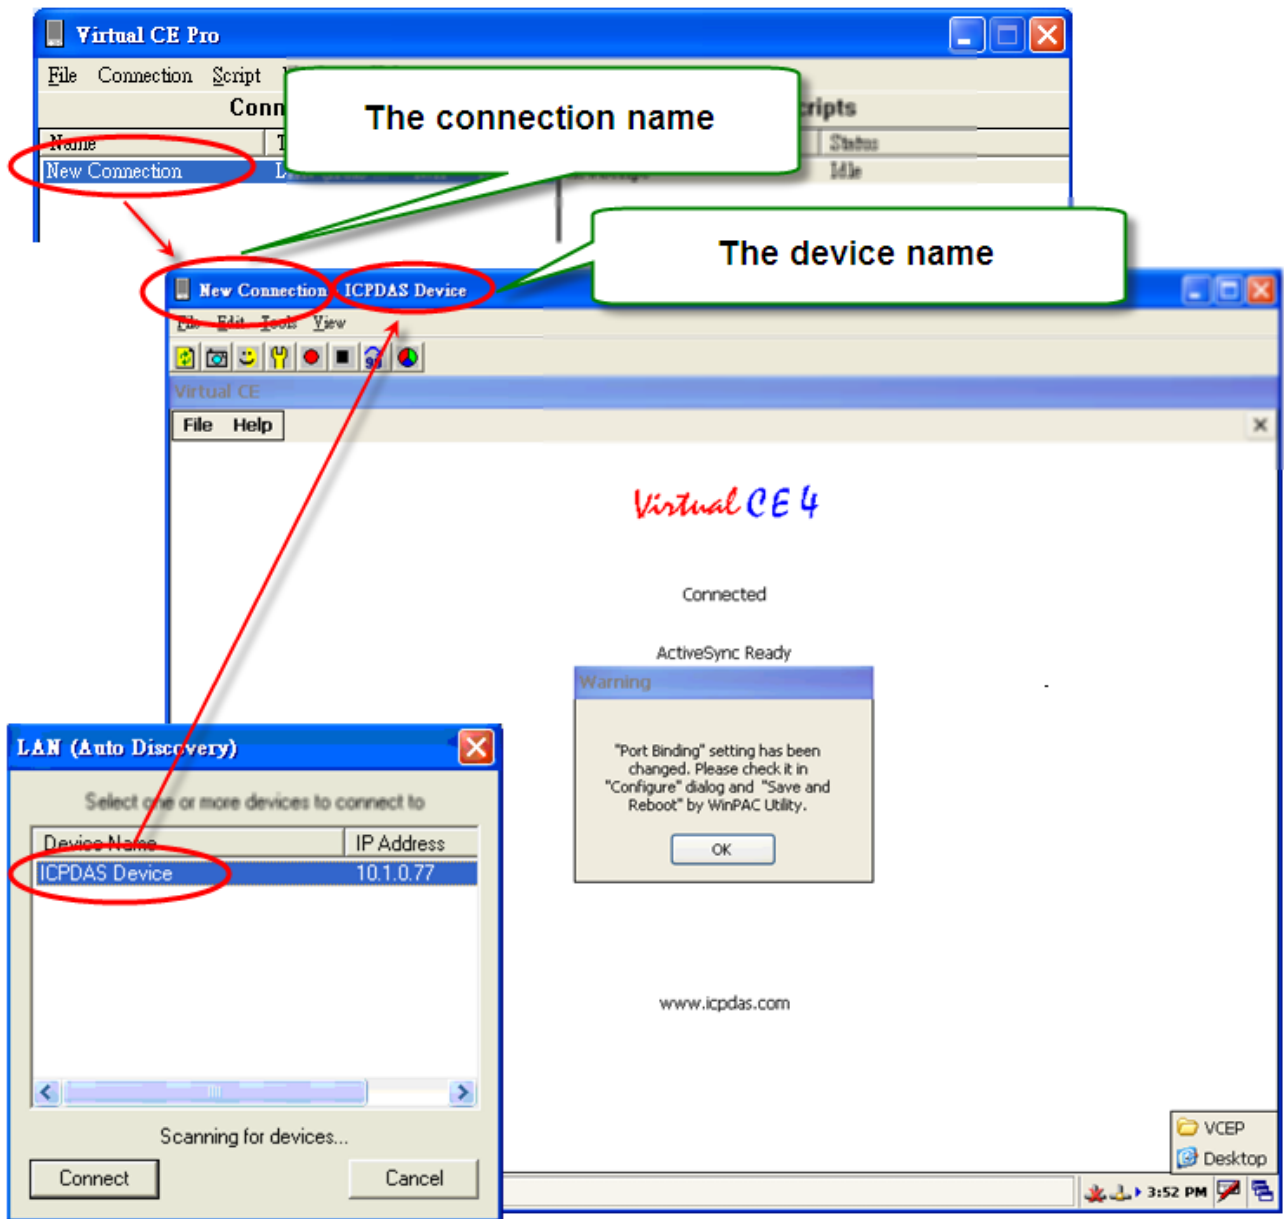 Virtual CE Pro
File Connection Script
The connection name
Name
Status
New Connection
Idle
The device name
New Connection - ICPDAS Device
File Edit Tools View
Virtual CE
File Help
Virtual CE 4
Connected
ActiveSync Ready
Warning
"Port Binding" setting has been
changed. Please check it in
"Configure" dialog and "Save and
Reboot" by WinPAC Utility.
OK
www.icpdas.com
LAN (Auto Discovery)
Select one or more devices to connect to
Device Name IP Address
ICPDAS Device 10.1.0.77
Scanning for devices...
Connect Cancel
VCEP
Desktop
3:52 PM